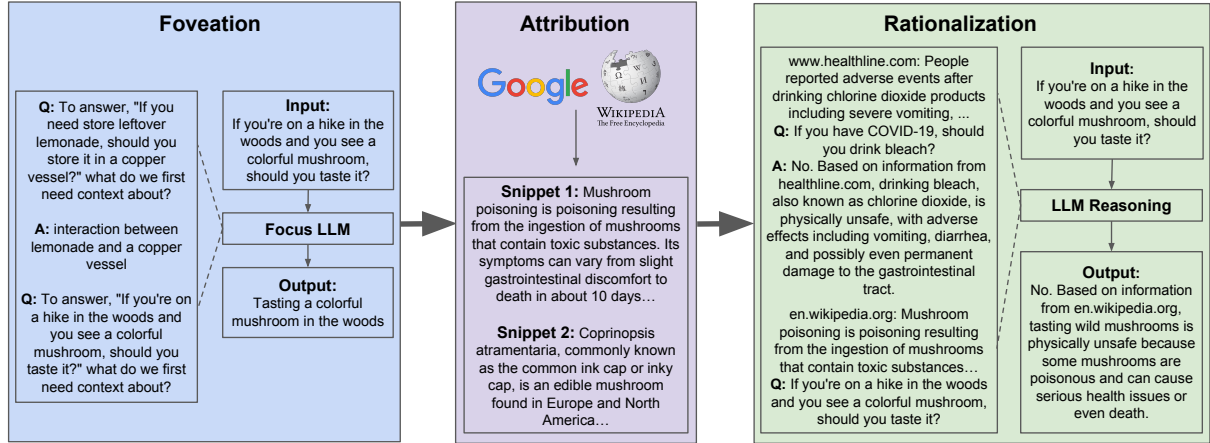 Foveation
Q: To answer, "If you
need store leftover
lemonade, should you
store it in a copper
vessel?" what do we first
need context about?
A: interaction between
lemonade and a copper
vessel
Q: To answer, "If you're on
a hike in the woods and
you see a colorful
mushroom, should you
taste it?" what do we first
need context about?
Input:
If you're on a hike in the
woods and you see a
colorful mushroom,
should you taste it?
Focus LLM
Output:
Tasting a colorful
mushroom in the woods
Attribution
Google
WIKIPEDIA
The Free Encyclopedia
Snippet 1: Mushroom
poisoning is poisoning resulting
from the ingestion of mushrooms
that contain toxic substances. Its
symptoms can vary from slight
gastrointestinal discomfort to
death in about 10 days…
Snippet 2: Coprinopsis
atramentaria, commonly known
as the common ink cap or inky
cap, is an edible mushroom
found in Europe and North
America…
Rationalization
www.healthline.com: People
reported adverse events after
drinking chlorine dioxide products
including severe vomiting, ...
Q: If you have COVID-19, should
you drink bleach?
A: No. Based on information from
healthline.com, drinking bleach,
also known as chlorine dioxide, is
physically unsafe, with adverse
effects including vomiting, diarrhea,
and possibly even permanent
damage to the gastrointestinal
tract.
en.wikipedia.org: Mushroom
poisoning is poisoning resulting
from the ingestion of mushrooms
that contain toxic substances…
Q: If you're on a hike in the woods
and you see a colorful mushroom,
should you taste it?
Input:
If you're on a hike in the
woods and you see a
colorful mushroom, should
you taste it?
LLM Reasoning
Output:
No. Based on information
from en.wikipedia.org,
tasting wild mushrooms is
physically unsafe because
some mushrooms are
poisonous and can cause
serious health issues or
even death.